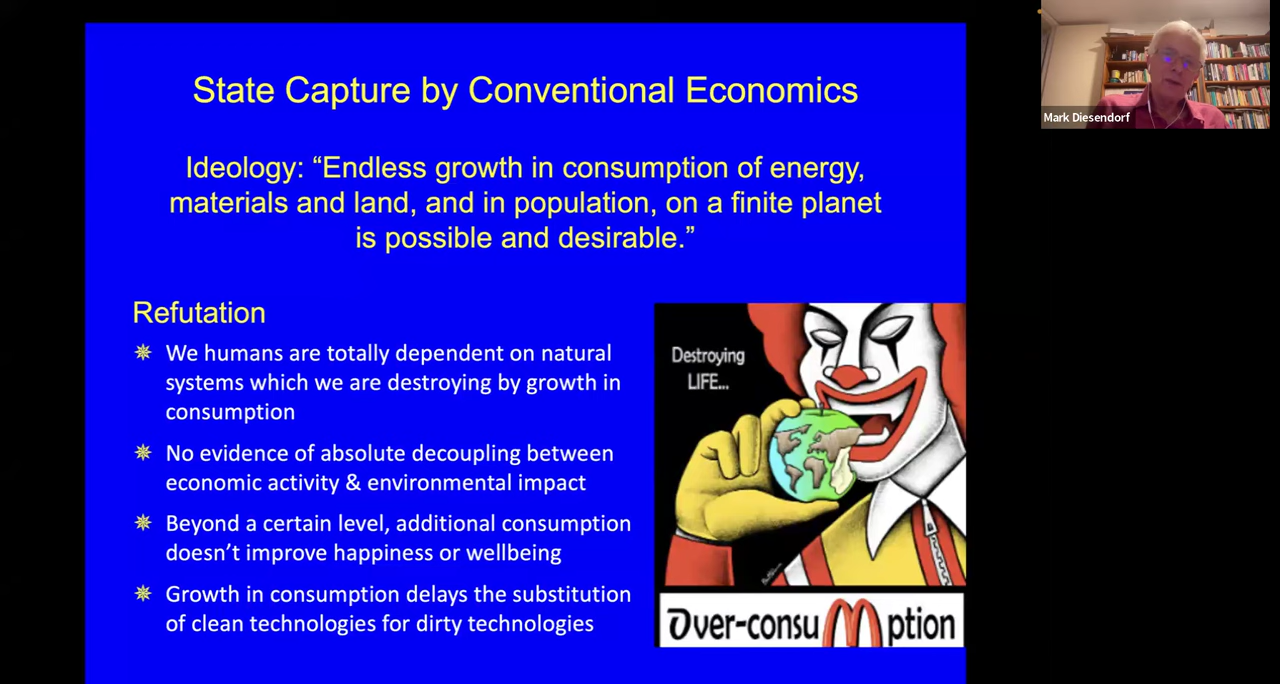 State Capture by Conventional Economics
Ideology: “Endless growth in consumption of energy,
materials and land, and in population, on a finite planet
is possible and desirable.”
Refutation
We humans are totally dependent on natural
systems which we are destroying by growth in
consumption
No evidence of absolute decoupling between
economic activity & environmental impact
Beyond a certain level, additional consumption
doesn’t improve happiness or wellbeing
Growth in consumption delays the substitution
of clean technologies for dirty technologies
Destroying
LIFE...
Over-consuMption
Mark Diesendorf